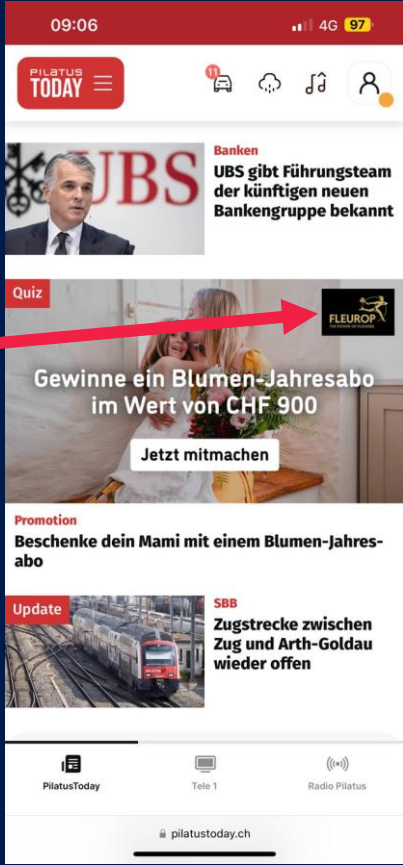 09:06
4G 97
PILATUS
TODAY
11
UBS
Banken
UBS gibt Führungsteam
der künftigen neuen
Bankengruppe bekannt
Quiz
FLEUROP
THE POWER OF FLOWERS
Gewinne ein Blumen-Jahresabo
im Wert von CHF 900
Jetzt mitmachen
Promotion
Beschenke dein Mami mit einem Blumen-Jahres-
abo
Update
SBB
Zugstrecke zwischen
Zug und Arth-Goldau
wieder offen
PilatusToday
Tele 1
Radio Pilatus
pilatustoday.ch